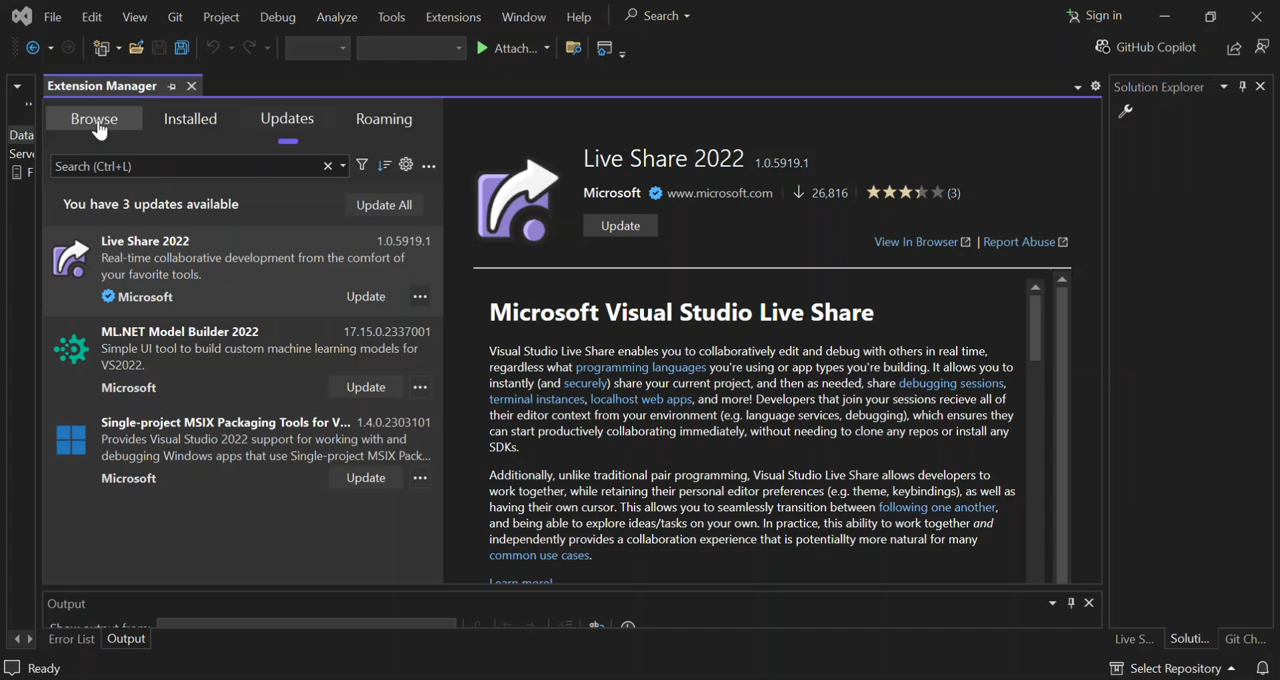 File Edit View Git Project Debug Analyze Tools Extensions Window Help Search Sign in
Attach... GitHub Copilot
Extension Manager
Solution Explorer
Browse Installed Updates Roaming
Data
Serve
F
Search (Ctrl+L)
You have 3 updates available Update All
Live Share 2022 1.0.5919.1
Real-time collaborative development from the comfort of
your favorite tools.
Microsoft Update
ML.NET Model Builder 2022 17.15.0.2337001
Simple UI tool to build custom machine learning models for
VS2022.
Microsoft Update
Single-project MSIX Packaging Tools for V... 1.4.0.2303101
Provides Visual Studio 2022 support for working with and
debugging Windows apps that use Single-project MSIX Pack...
Microsoft Update
Live Share 2022 1.0.5919.1
Microsoft www.microsoft.com 26,816 (3)
Update
View In Browser | Report Abuse
Microsoft Visual Studio Live Share
Visual Studio Live Share enables you to collaboratively edit and debug with others in real time,
regardless what programming languages you're using or app types you're building. It allows you to
instantly (and securely) share your current project, and then as needed, share debugging sessions,
terminal instances, localhost web apps, and more! Developers that join your sessions recieve all of
their editor context from your environment (e.g. language services, debugging), which ensures they
can start productively collaborating immediately, without needing to clone any repos or install any
SDKs.
Additionally, unlike traditional pair programming, Visual Studio Live Share allows developers to
work together, while retaining their personal editor preferences (e.g. theme, keybindings), as well as
having their own cursor. This allows you to seamlessly transition between following one another,
and being able to explore ideas/tasks on your own. In practice, this ability to work together and
independently provides a collaboration experience that is potentiallty more natural for many
common use cases.
Learn more!
Output
Show output from:
Error List Output
Live S... Soluti... Git Ch...
Ready
Select Repository